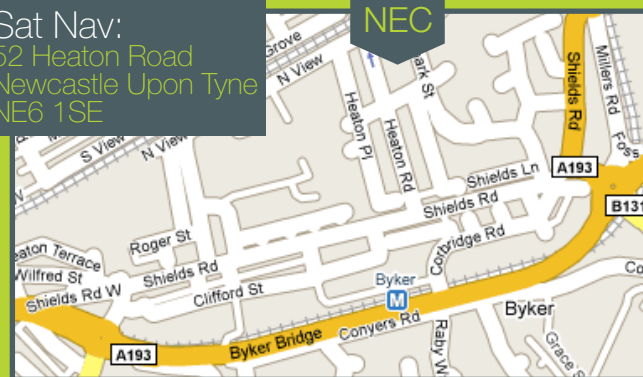 Sat Nav:
52 Heaton Road
Newcastle Upon Tyne
NE6 1SE
NEC
Grove
N View
S View
N View
Heaton Pl
Heaton Rd
ark St
Shields Rd
Millers Rd
Foss
A193
B131
Shields Ln
Shields Rd
Corbridge Rd
Roger St
eaton Terrace
Wilfred St
Shields Rd W
Shields Rd
Clifford St
Byker
M
Byker
Conyers Rd
Byker Bridge
A193
Raby W
Grace S
Co